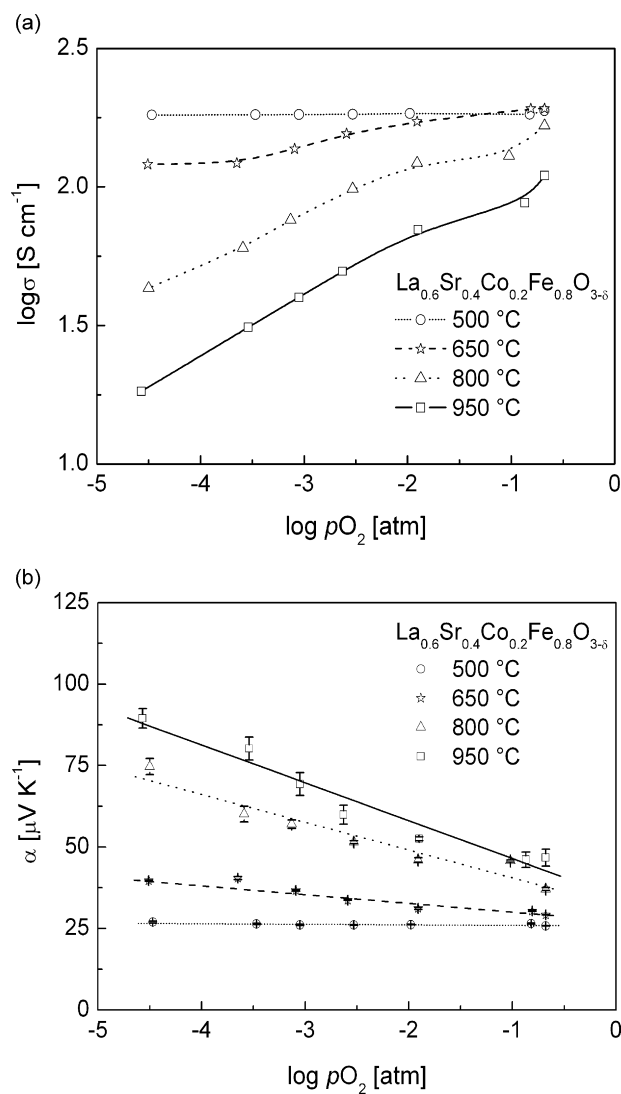 (a)
2.5
2.0
1.5
1.0
logσ [S cm⁻¹]
La₀.₆Sr₀.₄Co₀.₂Fe₀.₈O₃₋δ
500 °C
650 °C
800 °C
950 °C
-5 -4 -3 -2 -1 0
log pO₂ [atm]
(b)
125
100
75
50
25
0
α [μV K⁻¹]
La₀.₆Sr₀.₄Co₀.₂Fe₀.₈O₃₋δ
500 °C
650 °C
800 °C
950 °C
-5 -4 -3 -2 -1 0
log pO₂ [atm]